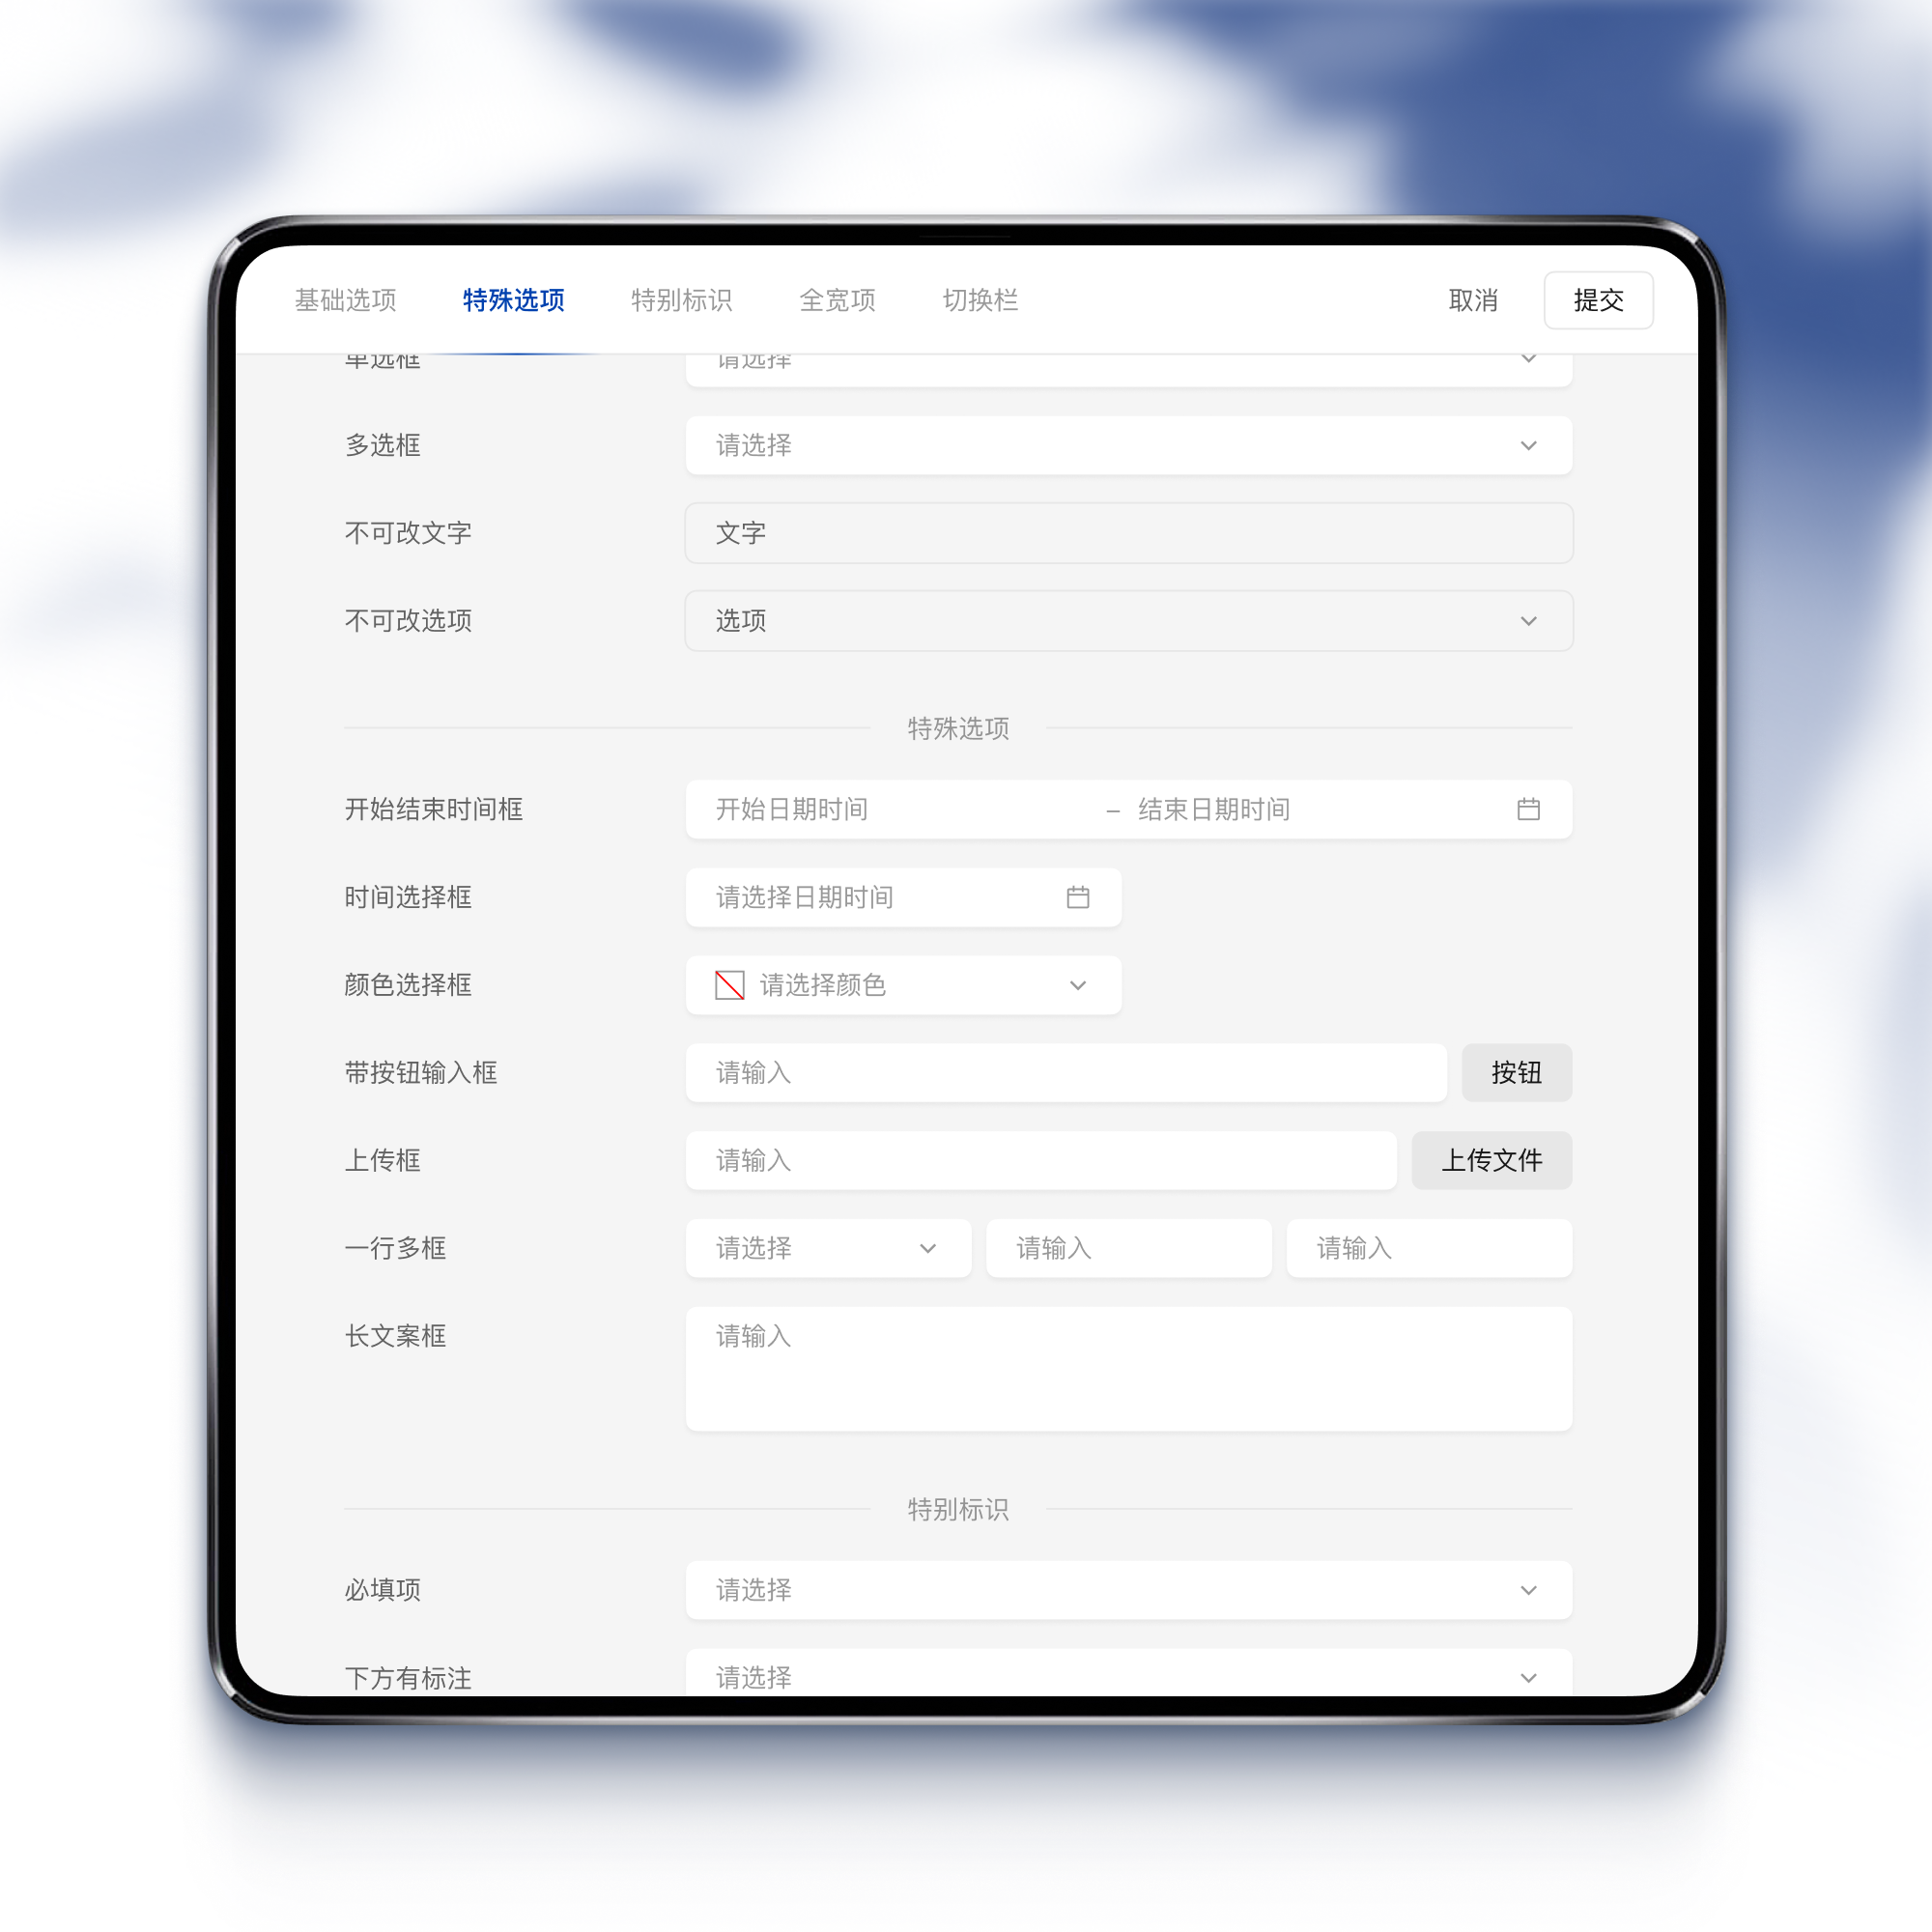 基础选项 特殊选项 特别标识 全宽项 切换栏 取消 提交
单选框 请选择
多选框 请选择
不可改文字 文字
不可改选项 选项
特殊选项
开始结束时间框 开始日期时间 – 结束日期时间
时间选择框 请选择日期时间
颜色选择框 请选择颜色
带按钮输入框 请输入 按钮
上传框 请输入 上传文件
一行多框 请选择 请输入 请输入
长文案框 请输入
特别标识
必填项 请选择
下方有标注 请选择